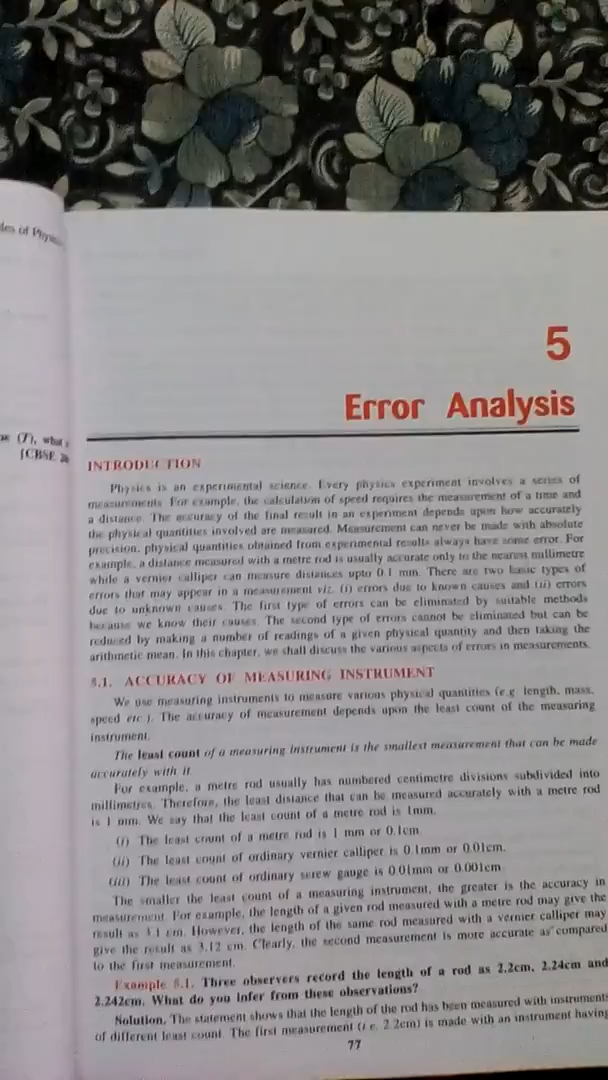 5
Error Analysis
(T), what
[CBSE
INTRODUCTION
Physics is an experimental science. Every physics experiment involves a series of
measurements. For example, the calculation of speed requires the measurement of a time and
a distance. The accuracy of the final result in an experiment depends upon how accurately
the physical quantities involved are measured. Measurement can never be made with absolute
precision, physical quantities obtained from experimental results always have some error. For
example, a distance measured with a metre rod is usually accurate only to the nearest millimetre
while a vernier calliper can measure distances upto 0.1 mm. There are two basic types of
errors that may appear in a measurement viz. (i) errors due to known causes and (ii) errors
due to unknown causes. The first type of errors can be eliminated by suitable methods
because we know their causes. The second type of errors cannot be eliminated but can be
reduced by making a number of readings of a given physical quantity and then taking the
arithmetic mean. In this chapter, we shall discuss the various aspects of errors in measurements.
5.1. ACCURACY OF MEASURING INSTRUMENT
We use measuring instruments to measure various physical quantities (e.g. length, mass,
speed etc.). The accuracy of measurement depends upon the least count of the measuring
instrument.
The least count of a measuring instrument is the smallest measurement that can be made
accurately with it.
For example, a metre rod usually has numbered centimetre divisions subdivided into
millimetres. Therefore, the least distance that can be measured accurately with a metre rod
is 1 mm. We say that the least count of a metre rod is 1mm.
(i) The least count of a metre rod is 1 mm or 0.1cm.
(ii) The least count of ordinary vernier calliper is 0.1mm or 0.01cm.
(iii) The least count of ordinary screw gauge is 0.01mm or 0.001cm.
The smaller the least count of a measuring instrument, the greater is the accuracy in
measurement. For example, the length of a given rod measured with a metre rod may give the
result as 3.1 cm. However, the length of the same rod measured with a vernier calliper may
give the result as 3.12 cm. Clearly, the second measurement is more accurate as compared
to the first measurement.
Example 5.1. Three observers record the length of a rod as 2.2cm, 2.24cm and
2.242cm. What do you infer from these observations?
Solution. The statement shows that the length of the rod has been measured with instruments
of different least count. The first measurement (i.e. 2.2cm) is made with an instrument having
77